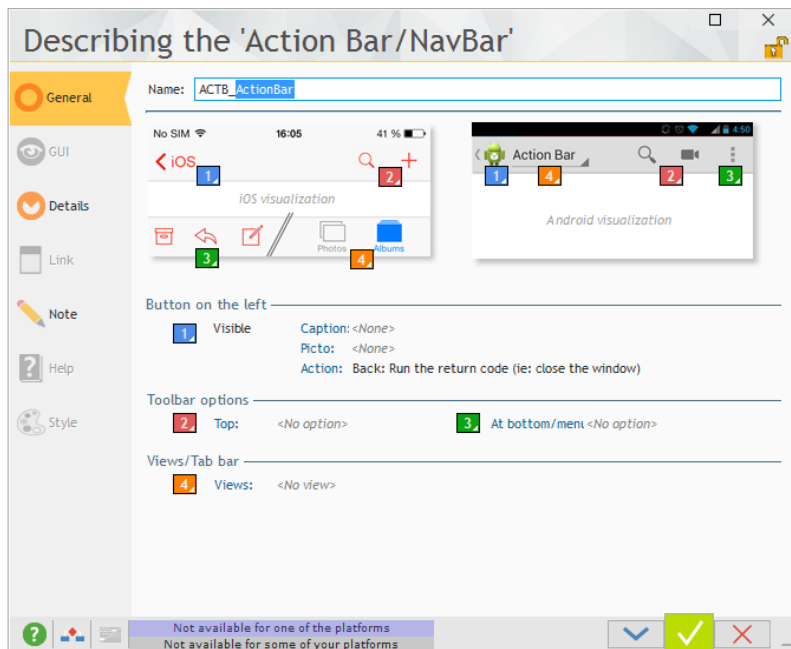 Describing the 'Action Bar/NavBar'
General
GUI
Details
Link
Note
Help
Style
Name: ACTB_ActionBar
No SIM 16:05 41 %
iOS
1
2
iOS visualization
Photos Albums
3
4
4:50
Action Bar
1
4
2
3
Android visualization
Button on the left
1 Visible Caption: <None>
Picto: <None>
Action: Back: Run the return code (ie: close the window)
Toolbar options
2 Top: <No option> 3 At bottom/menu <No option>
Views/Tab bar
4 Views: <No view>
?
Not available for one of the platforms
Not available for some of your platforms